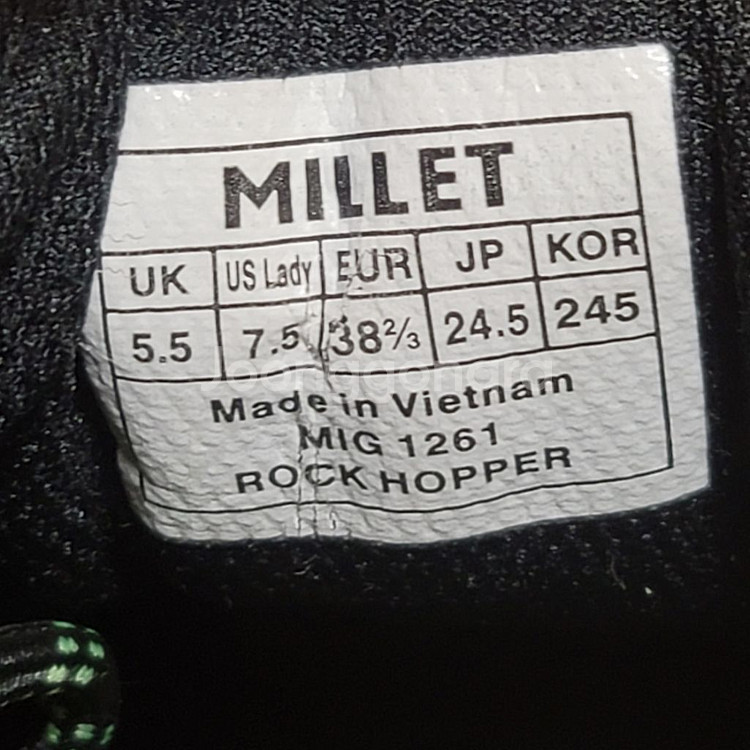 MILLET
UK US Lady EUR JP KOR
5.5 7.5 38⅔ 24.5 245
Made in Vietnam
MIG 1261
ROCK HOPPER